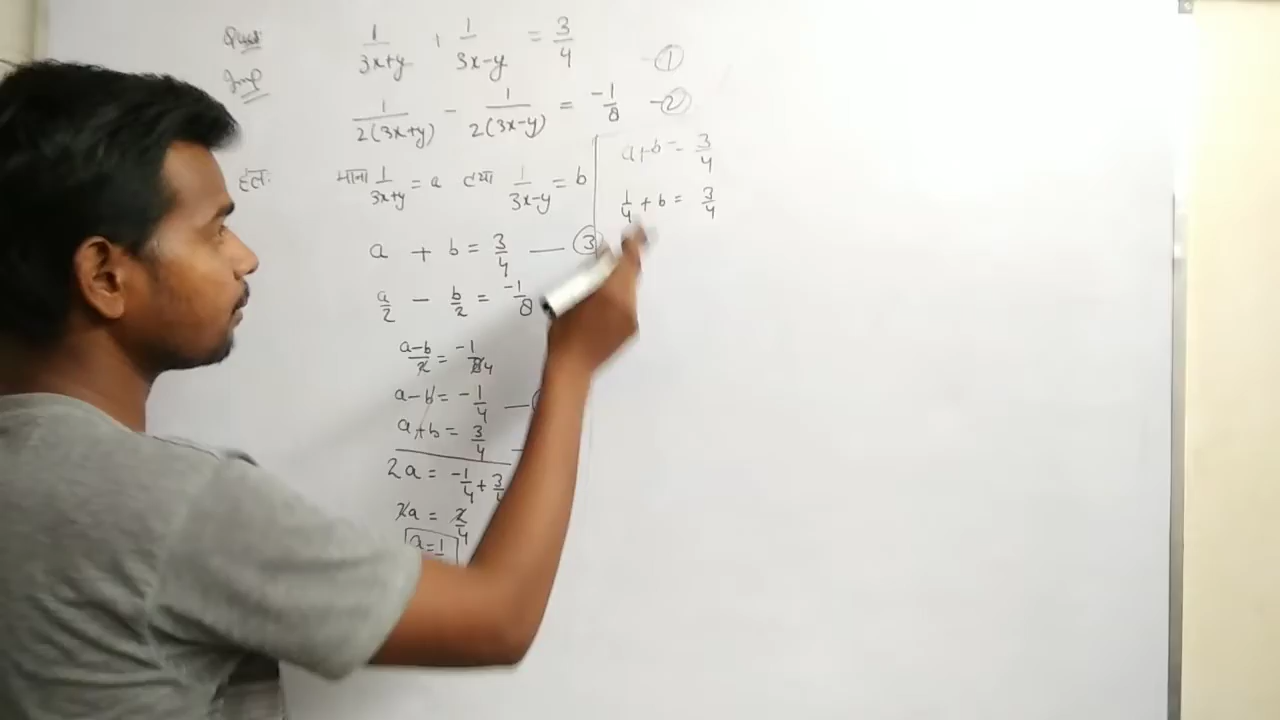 Ques 1/(3x+y) + 1/(3x-y) = 3/4 - ①
Imp
1/(2(3x+y)) - 1/(2(3x-y)) = -1/8 - ②
हल: माना 1/(3x+y) = a तथा 1/(3x-y) = b
a + b = 3/4 — ③
a/2 - b/2 = -1/8
(a-b)/2 = -1/8 4
a-b = -1/4 —
a+b = 3/4
2a = -1/4 + 3/
2a = 2/4
a = 1
a+b = 3/4
1/4 + b = 3/4